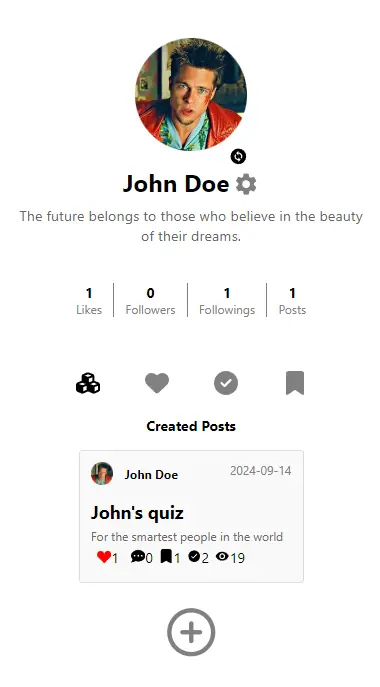 John Doe
The future belongs to those who believe in the beauty
of their dreams.
1 0 1 1
Likes Followers Followings Posts
Created Posts
John Doe 2024-09-14
John's quiz
For the smartest people in the world
1 0 1 2 19